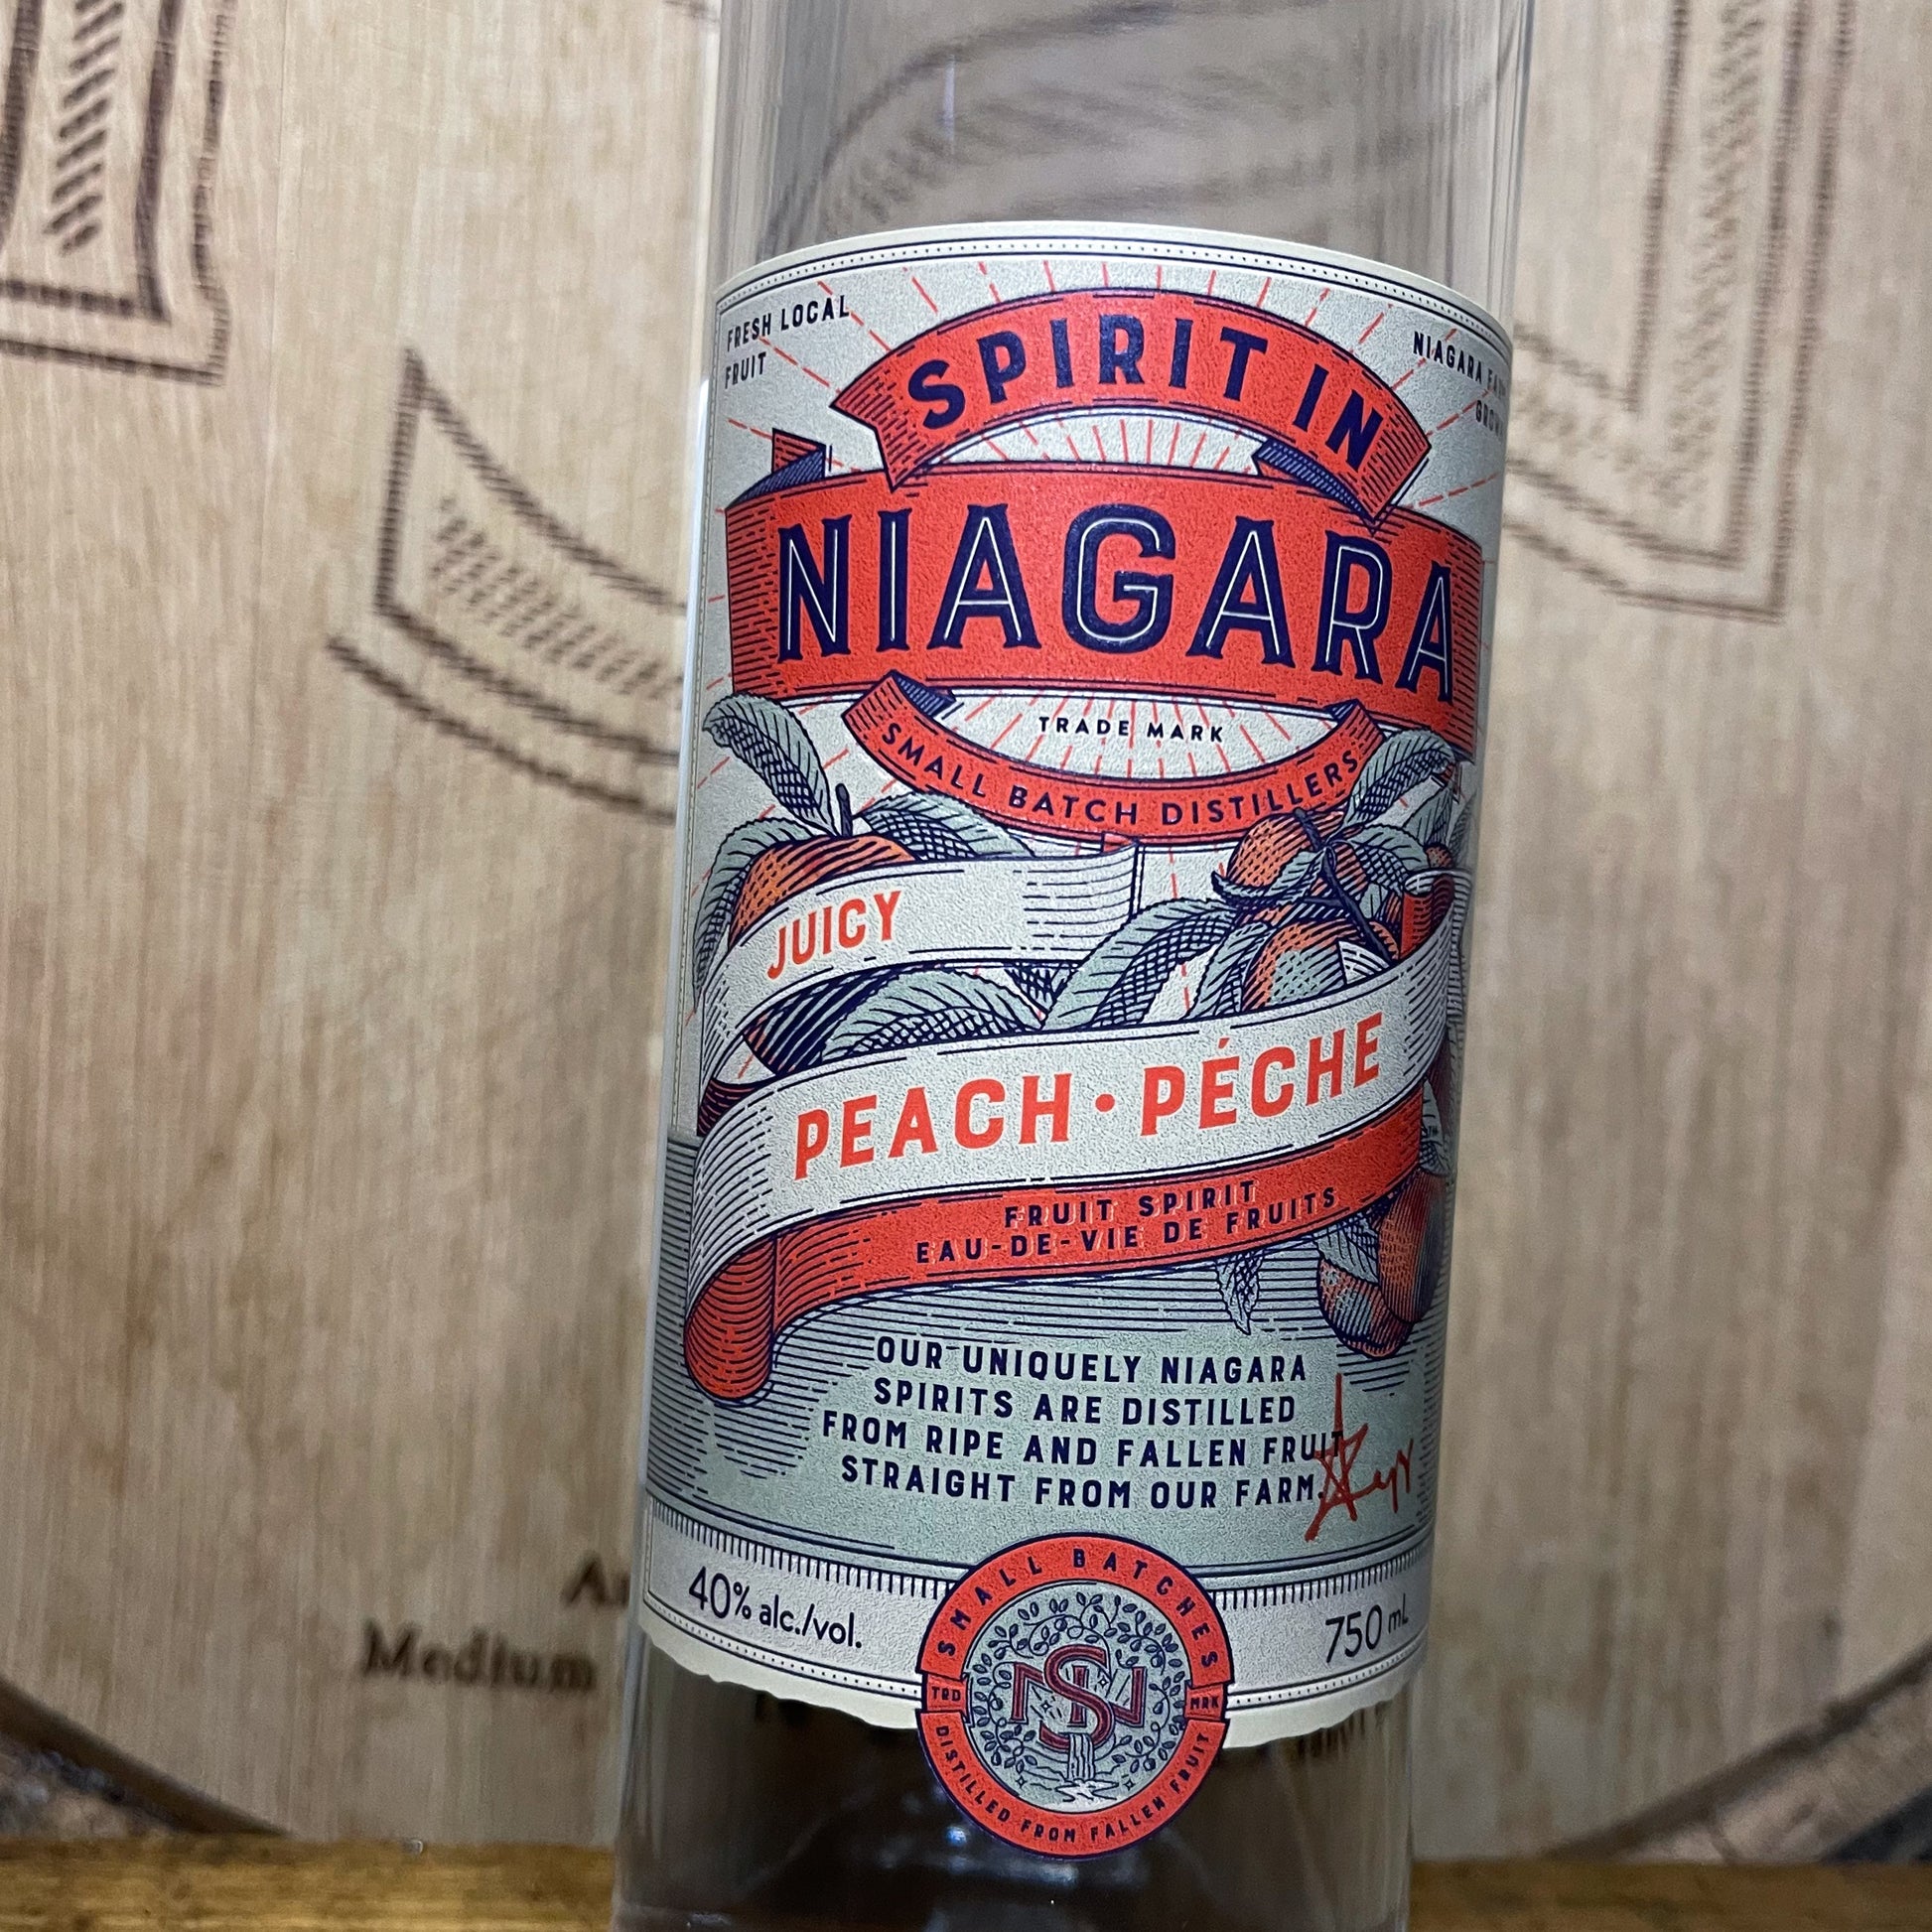 FRESH LOCAL
FRUIT
NIAGARA
SPIRIT IN
NIAGARA
TRADE MARK
SMALL BATCH DISTILLERS
JUICY
PEACH • PÉCHE
FRUIT SPIRIT
EAU-DE-VIE DE FRUITS
OUR UNIQUELY NIAGARA
SPIRITS ARE DISTILLED
FROM RIPE AND FALLEN FRUIT
STRAIGHT FROM OUR FARM.
40% alc./vol.
750 mL
SMALL BATCHES
TRD
MRK
SN
DISTILLED FROM FALLEN FRUIT
Medium